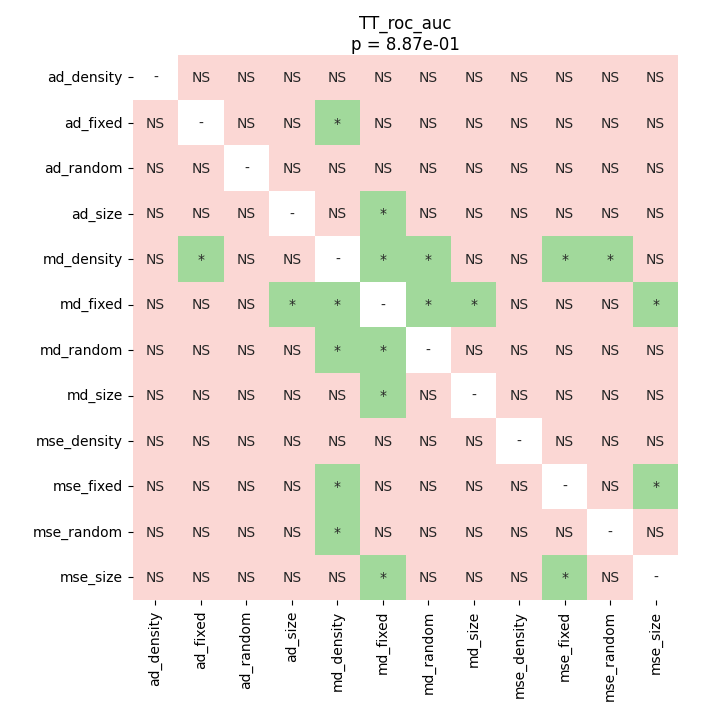 TT_roc_auc
p = 8.87e-01
ad_density - NS NS NS NS NS NS NS NS NS NS NS
ad_fixed NS - NS NS * NS NS NS NS NS NS NS
ad_random NS NS - NS NS NS NS NS NS NS NS NS
ad_size NS NS NS - NS * NS NS NS NS NS NS
md_density NS * NS NS - * * NS NS * * NS
md_fixed NS NS NS * * - * * NS NS NS *
md_random NS NS NS NS * * - NS NS NS NS NS
md_size NS NS NS NS NS * NS - NS NS NS NS
mse_density NS NS NS NS NS NS NS NS - NS NS NS
mse_fixed NS NS NS NS * NS NS NS NS - NS *
mse_random NS NS NS NS * NS NS NS NS NS - NS
mse_size NS NS NS NS NS * NS NS NS * NS -
ad_density
ad_fixed
ad_random
ad_size
md_density
md_fixed
md_random
md_size
mse_density
mse_fixed
mse_random
mse_size